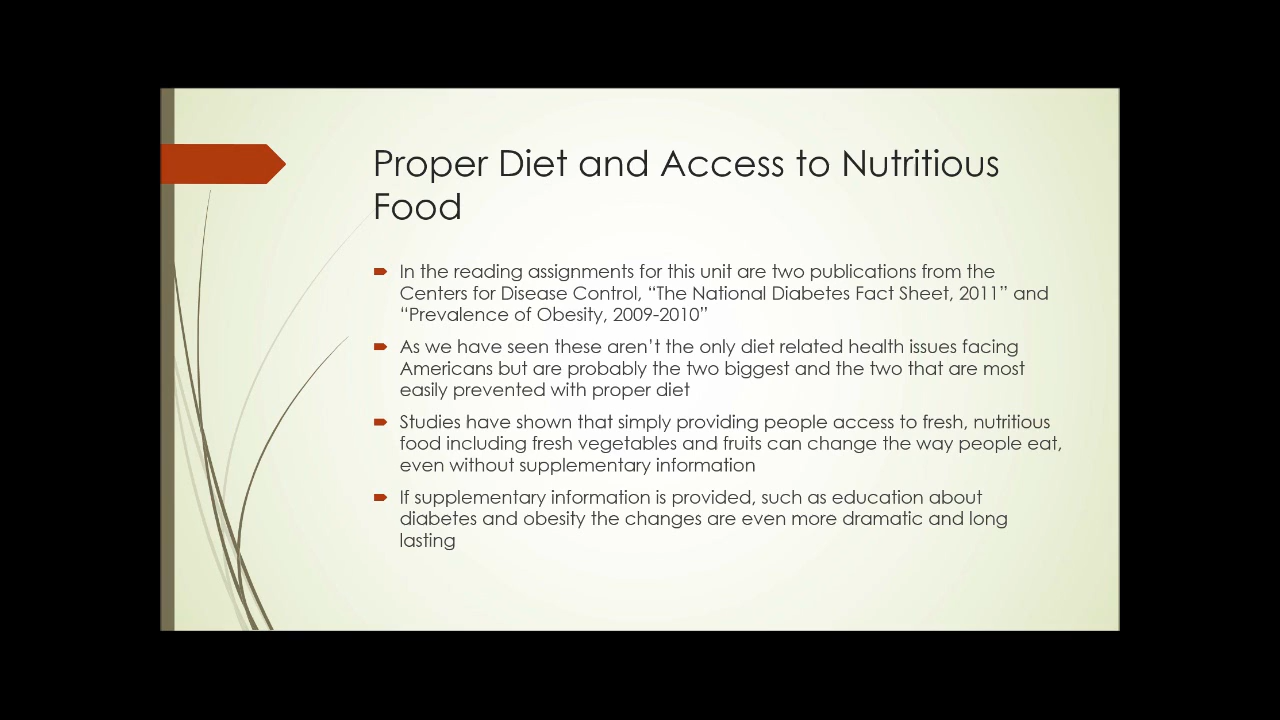 Proper Diet and Access to Nutritious
Food
In the reading assignments for this unit are two publications from the
Centers for Disease Control, “The National Diabetes Fact Sheet, 2011” and
“Prevalence of Obesity, 2009-2010”
As we have seen these aren’t the only diet related health issues facing
Americans but are probably the two biggest and the two that are most
easily prevented with proper diet
Studies have shown that simply providing people access to fresh, nutritious
food including fresh vegetables and fruits can change the way people eat,
even without supplementary information
If supplementary information is provided, such as education about
diabetes and obesity the changes are even more dramatic and long
lasting